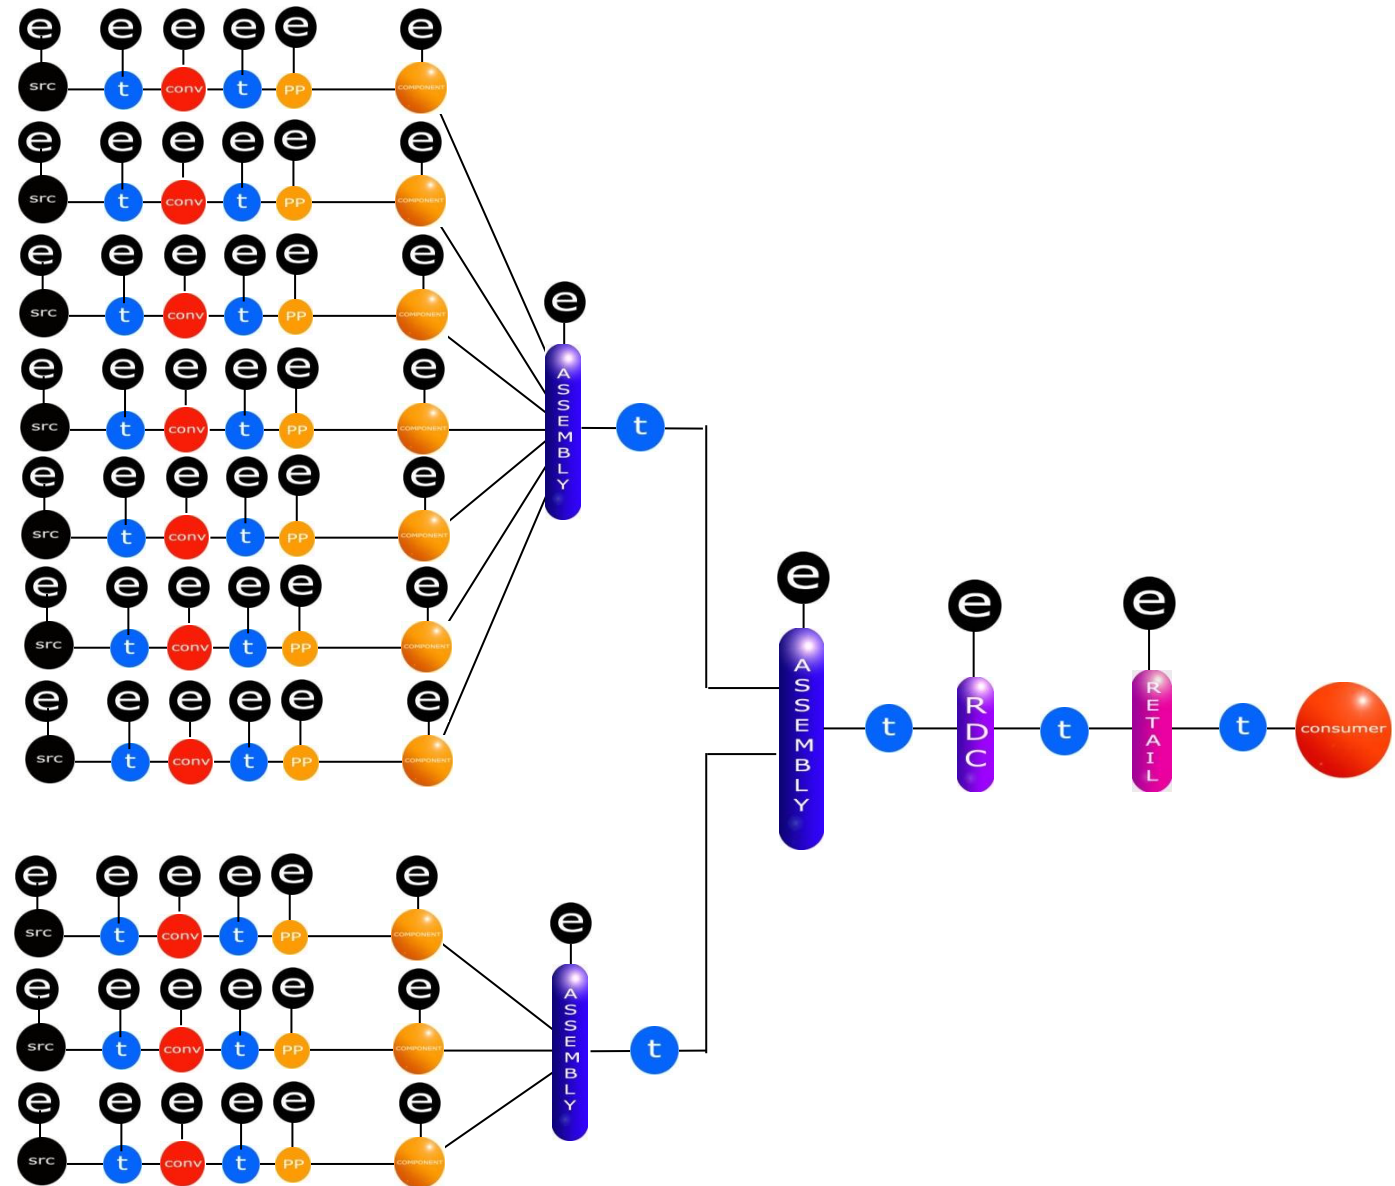 e e e e e e
src t conv t PP COMPONENT
e e e e e e
src t conv t PP COMPONENT
e e e e e e
src t conv t PP COMPONENT
e e e e e e
src t conv t PP COMPONENT
e e e e e e
src t conv t PP COMPONENT
e e e e e e
src t conv t PP COMPONENT
e e e e e e
src t conv t PP COMPONENT
e
ASSEMBLY
t
e e e e e e
src t conv t PP COMPONENT
e e e e e e
src t conv t PP COMPONENT
e e e e e e
src t conv t PP COMPONENT
e
ASSEMBLY
t
e
ASSEMBLY
t
e
RDC
t
e
RETAIL
t
consumer